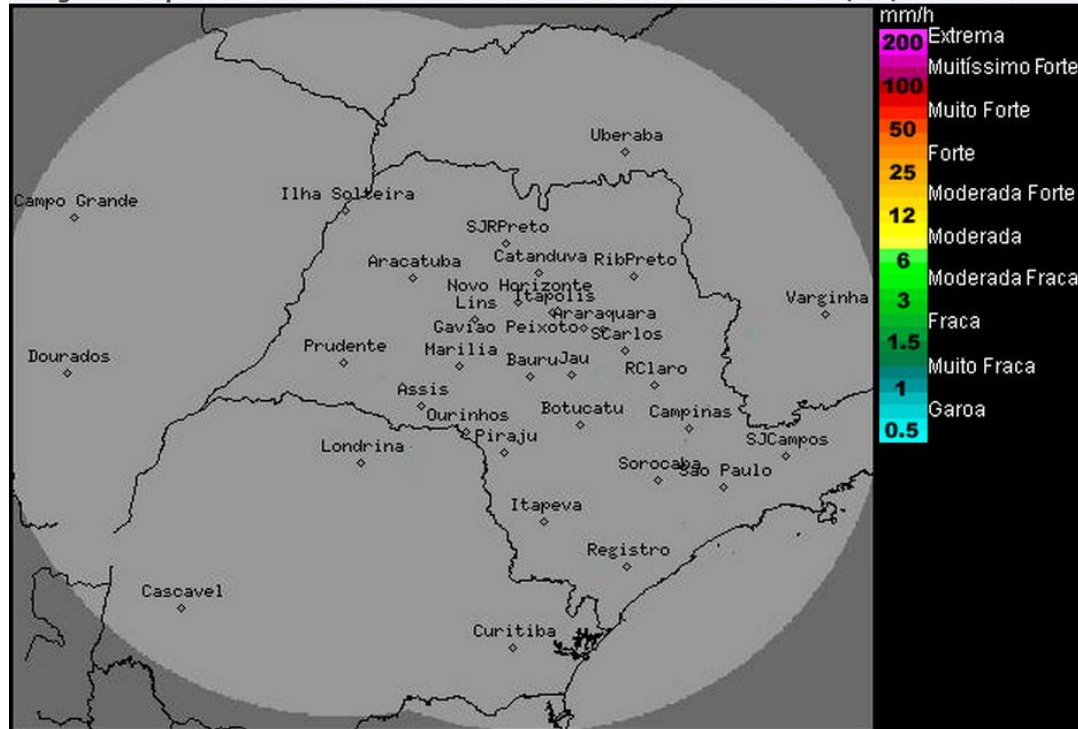 mm/h
200 Extrema
Muitíssimo Forte
100
Muito Forte
50
Forte
25
Moderada Forte
12
Moderada
6
Moderada Fraca
3
Fraca
1.5
Muito Fraca
1
Garoa
0.5
Uberaba
Campo Grande
Ilha Solteira
SJRPreto
Catanduva
RibPreto
Aracatuba
Novo Horizonte
Itapolis
Lins
Araraquara
Varginha
Gaviao Peixoto
SCarlos
Prudente
Marilia
Bauru
Jau
Dourados
RClaro
Assis
Ourinhos
Botucatu
Campinas
Piraju
SJCampos
Londrina
Sorocaba
Sao Paulo
Itapeva
Registro
Cascavel
Curitiba